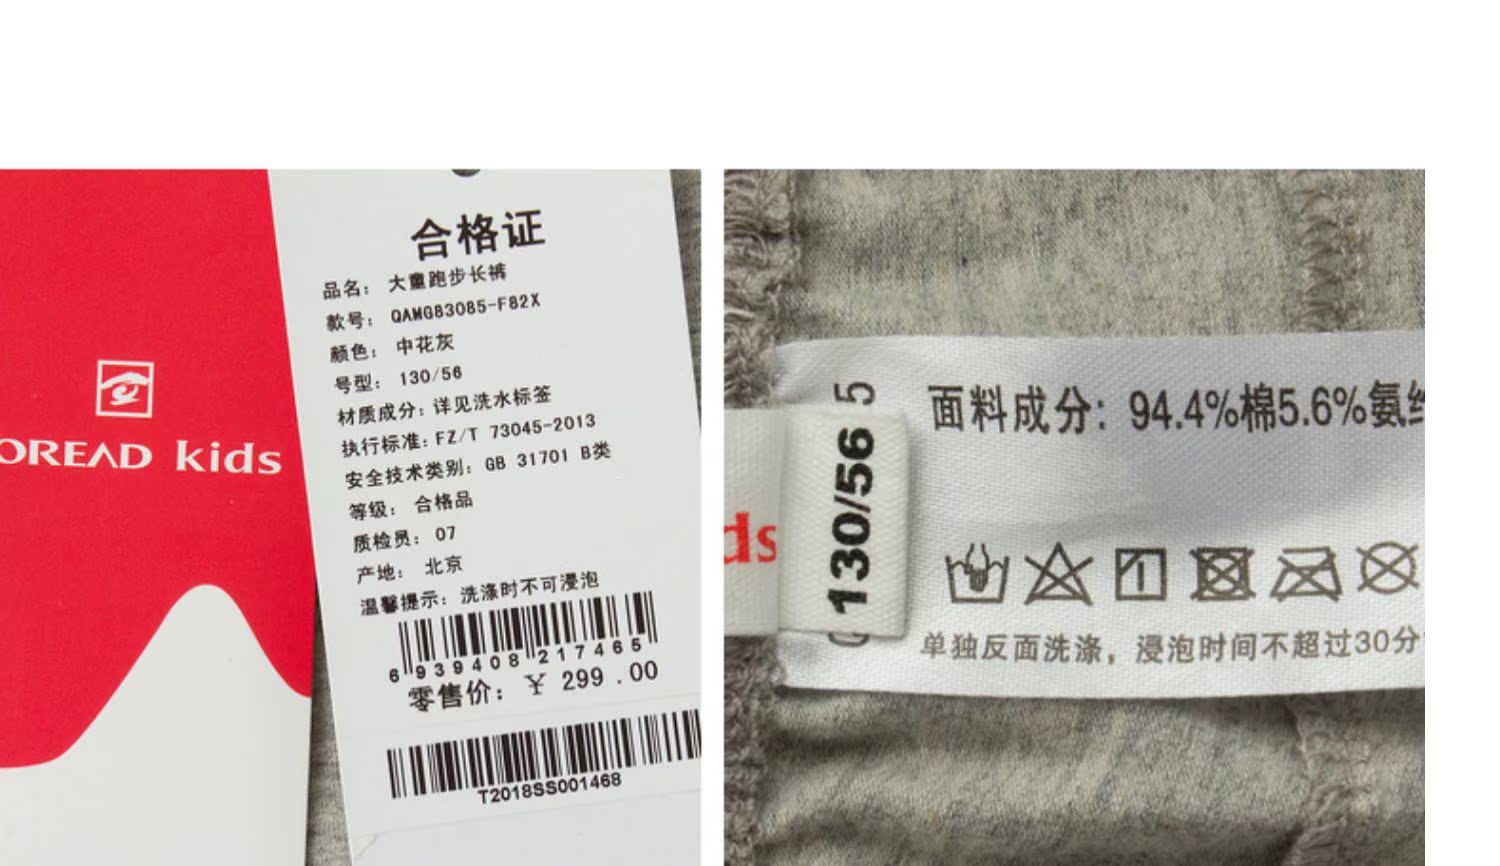 OREAD kids
合格证
品名: 大童跑步长裤
款号: QAMG83085-F82X
颜色: 中花灰
号型: 130/56
材质成分: 详见洗水标签
执行标准: FZ/T 73045-2013
安全技术类别: GB 31701 B类
等级: 合格品
质检员: 07
产地: 北京
温馨提示: 洗涤时不可浸泡
6 939408 217465
零售价: ¥ 299.00
T2018SS001468
ds
130/56
5
面料成分: 94.4%棉5.6%氨
单独反面洗涤，浸泡时间不超过30分